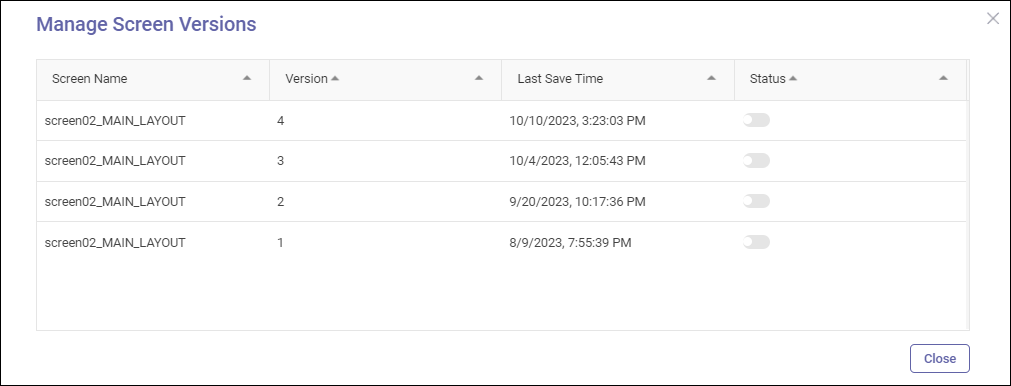 Manage Screen Versions
Screen Name Version Last Save Time Status
screen02_MAIN_LAYOUT 4 10/10/2023, 3:23:03 PM
screen02_MAIN_LAYOUT 3 10/4/2023, 12:05:43 PM
screen02_MAIN_LAYOUT 2 9/20/2023, 10:17:36 PM
screen02_MAIN_LAYOUT 1 8/9/2023, 7:55:39 PM
Close